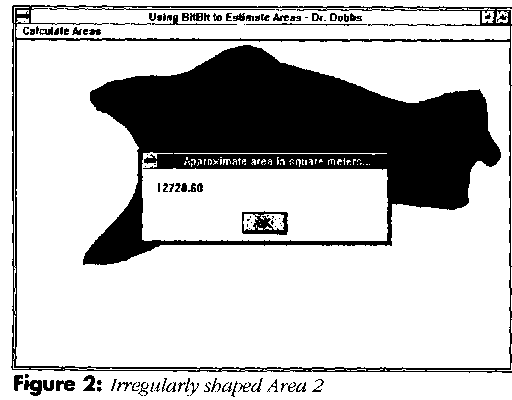 Using BitBlt to Estimate Areas - Dr. Dobbs
Calculate Areas
Approximate area in square meters...
12728.60
Figure 2: Irregularly shaped Area 2